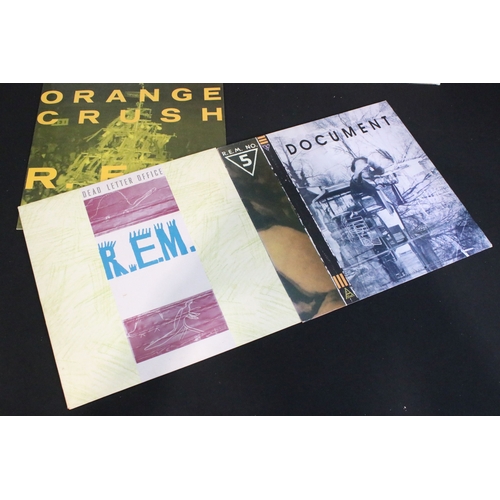 ORANGE
CRUSH
R.E.
DEAD LETTER OFFICE
R.E.M.
R.E.M. NO.
5
DOCUMENT